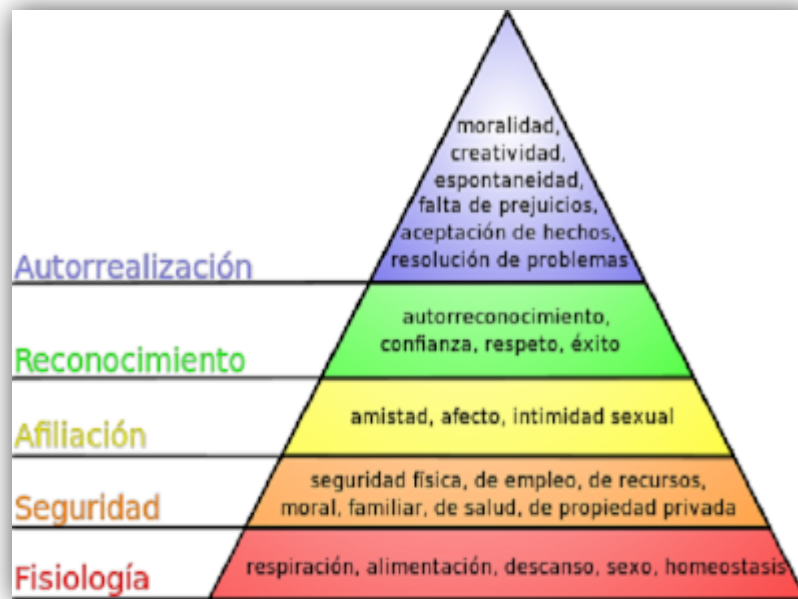 moralidad,
creatividad,
espontaneidad,
falta de prejuicios,
aceptación de hechos,
resolución de problemas
Autorrealización
autorreconocimiento,
confianza, respeto, éxito
Reconocimiento
amistad, afecto, intimidad sexual
Afiliación
seguridad física, de empleo, de recursos,
moral, familiar, de salud, de propiedad privada
Seguridad
respiración, alimentación, descanso, sexo, homeostasis
Fisiología